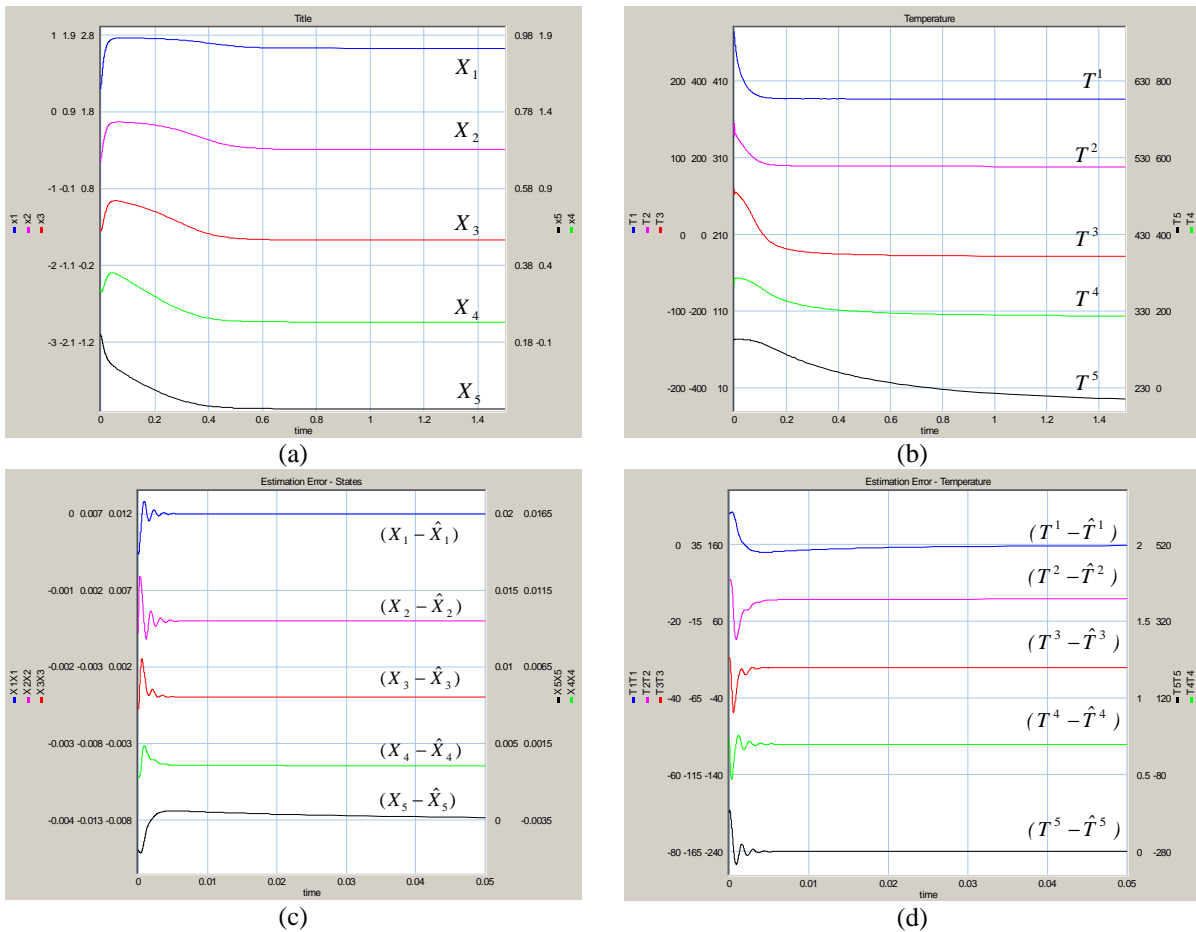 Title
1 1.9 2.8 0.98 1.9
X₁
0 0.9 1.8 0.78 1.4
X₂
-1 -0.1 0.8 0.58 0.9
x1 x2 x3
X₃
x5 x4
-2 -1.1 -0.2 0.38 0.4
X₄
-3 -2.1 -1.2 0.18 -0.1
X₅
0 0.2 0.4 0.6 0.8 1 1.2 1.4
time
(a)
Temperature
200 400 410 630 800
T¹
100 200 310 530 600
T²
0 0 210 430 400
T1 T2 T3
T³
T5 T4
-100 -200 110 330 200
T⁴
-200 -400 10 230 0
T⁵
0 0.2 0.4 0.6 0.8 1 1.2 1.4
time
(b)
Estimation Error - States
0 0.007 0.012 0.02 0.0165
(X₁ − X̂₁)
-0.001 0.002 0.007 0.015 0.0115
(X₂ − X̂₂)
-0.002 -0.003 0.002 0.01 0.0065
X1X1 X2X2 X3X3
(X₃ − X̂₃)
X5X5 X4X4
-0.003 -0.008 -0.003 0.005 0.0015
(X₄ − X̂₄)
(X₅ − X̂₅)
-0.004 -0.013 -0.008 0 -0.0035
0 0.01 0.02 0.03 0.04 0.05
time
(c)
Estimation Error - Temperature
(T¹ − T̂¹)
0 35 160 2 520
(T² − T̂²)
-20 -15 60 1.5 320
(T³ − T̂³)
T1T1 T2T2 T3T3
-40 -65 -40 1 120
T5T5 T4T4
(T⁴ − T̂⁴)
-60 -115 -140 0.5 -80
(T⁵ − T̂⁵)
-80 -165 -240 0 -280
0 0.01 0.02 0.03 0.04 0.05
time
(d)